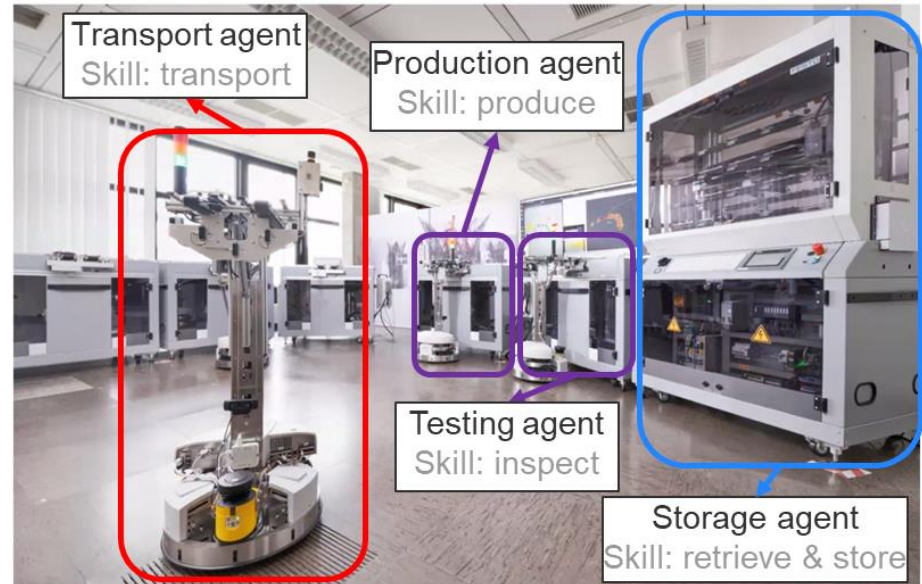 Transport agent
Skill: transport
Production agent
Skill: produce
Testing agent
Skill: inspect
Storage agent
Skill: retrieve & store